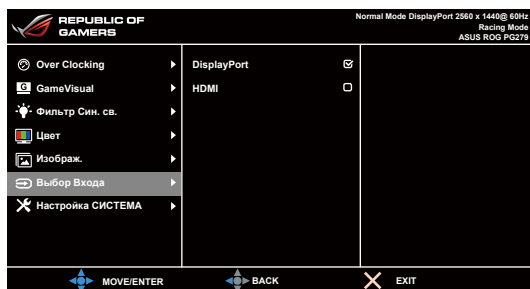 REPUBLIC OF
GAMERS
Normal Mode DisplayPort 2560 x 1440@ 60Hz
Racing Mode
ASUS ROG PG279
Over Clocking
GameVisual
Фильтр Син. св.
Цвет
Изображ.
Выбор Входа
Настройка СИСТЕМА
DisplayPort
HDMI
MOVE/ENTER
BACK
EXIT